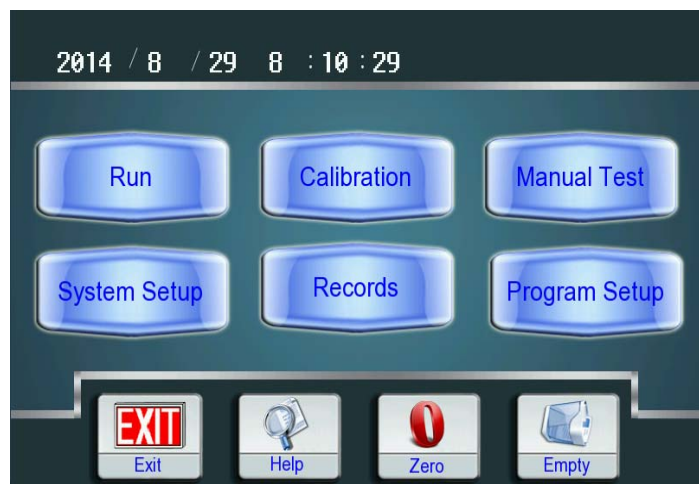 2014 / 8 / 29 8 : 10 : 29
Run Calibration Manual Test
System Setup Records Program Setup
EXIT
Exit Help Zero Empty